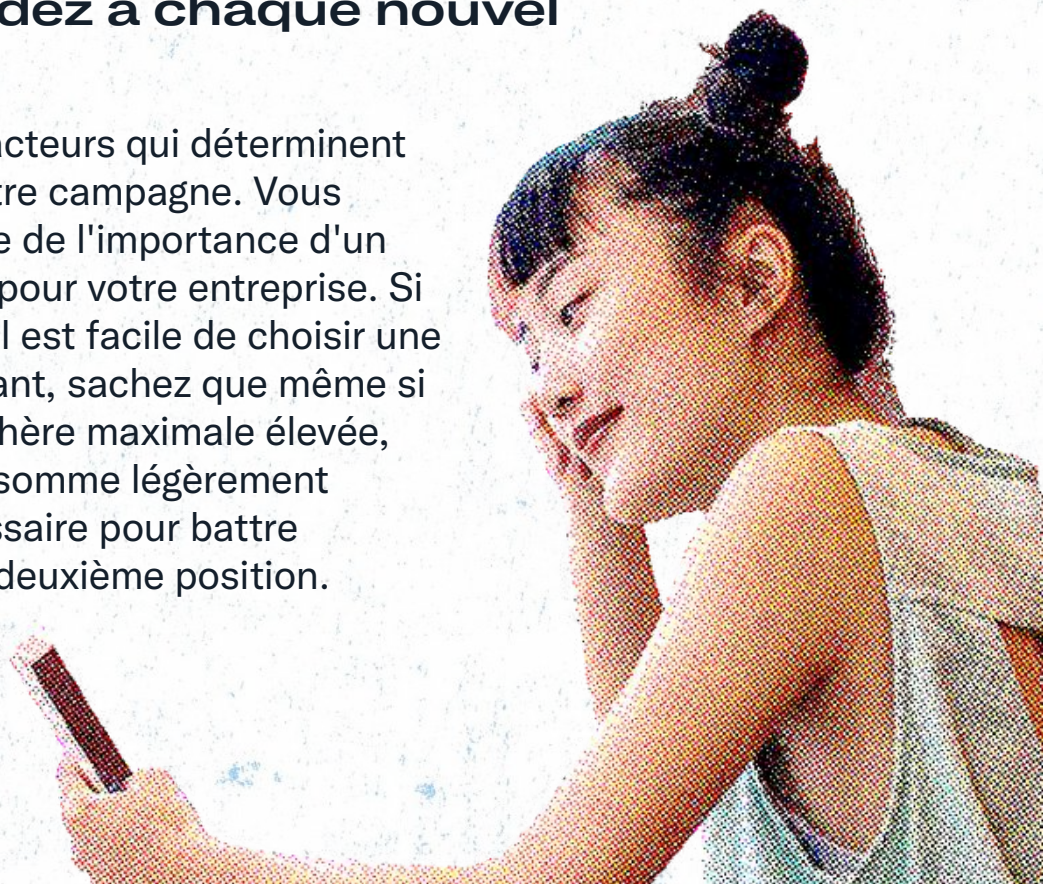 dez à chaque nouvel
acteurs qui déterminent
tre campagne. Vous
e de l'importance d'un
pour votre entreprise. Si
l est facile de choisir une
ant, sachez que même si
hère maximale élevée,
somme légèrement
ssaire pour battre
deuxième position.